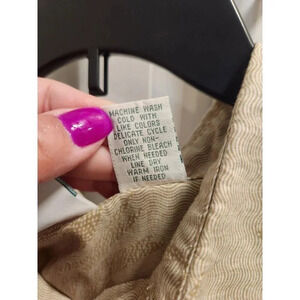 MACHINE WASH
COLD WITH
LIKE COLORS
DELICATE CYCLE
ONLY NON-
CHLORINE BLEACH
WHEN NEEDED
LINE DRY
WARM IRON
IF NEEDED